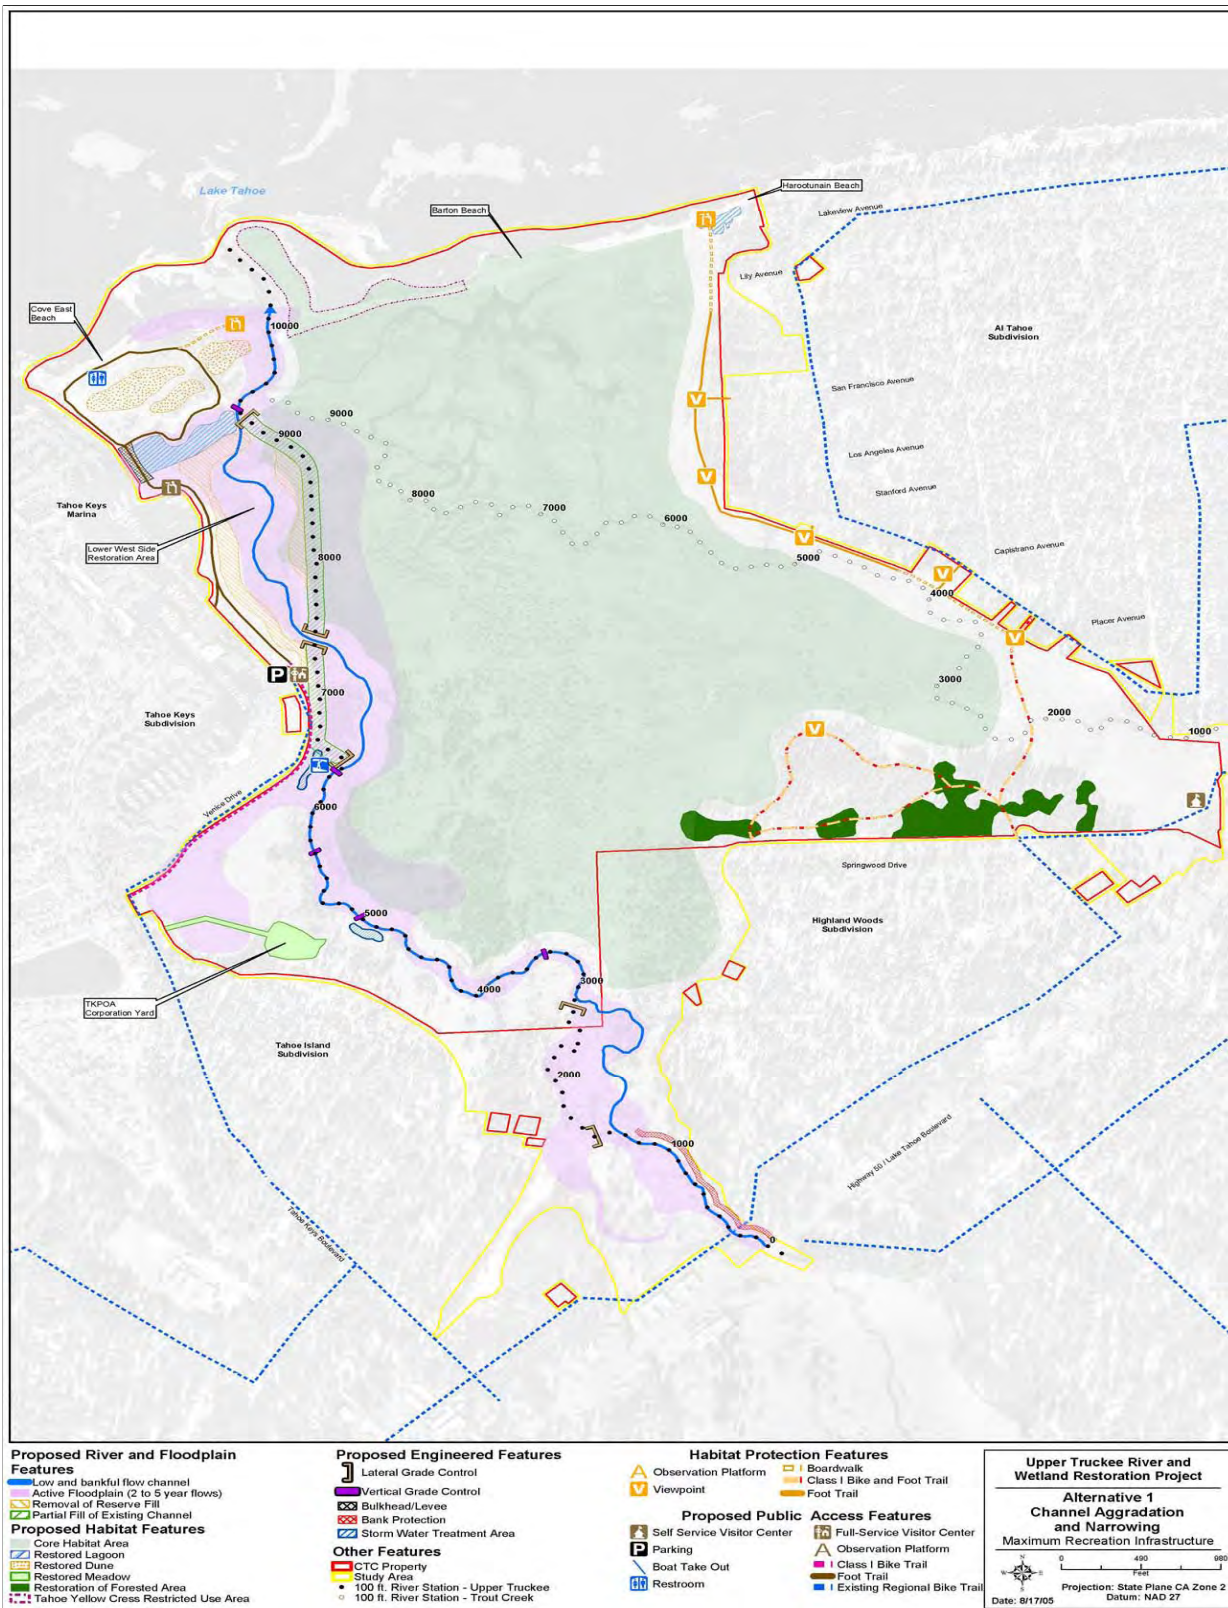 Lake Tahoe
Barton Beach
Harootunain Beach
Lakeview Avenue
Lily Avenue
Cove East
Beach
10000
Al Tahoe
Subdivision
San Francisco Avenue
9000
9000
Los Angeles Avenue
8000
Stanford Avenue
7000
6000
Tahoe Keys
Marina
Lower West Side
Restoration Area
8000
5000
Capistrano Avenue
4000
Placer Avenue
P
7000
3000
Tahoe Keys
Subdivision
2000
1000
V
V
V
V
V
V
Venice Drive
6000
Springwood Drive
5000
Highland Woods
Subdivision
4000
3000
TKPOA
Corporation Yard
Tahoe Island
Subdivision
2000
1000
Highway 50 / Lake Tahoe Boulevard
Tahoe Keys Boulevard
0
Proposed River and Floodplain
Features
Low and bankful flow channel
Active Floodplain (2 to 5 year flows)
Removal of Reserve Fill
Partial Fill of Existing Channel
Proposed Habitat Features
Core Habitat Area
Restored Lagoon
Restored Dune
Restored Meadow
Restoration of Forested Area
Tahoe Yellow Cress Restricted Use Area
Proposed Engineered Features
Lateral Grade Control
Vertical Grade Control
Bulkhead/Levee
Bank Protection
Storm Water Treatment Area
Other Features
CTC Property
Study Area
100 ft. River Station - Upper Truckee
100 ft. River Station - Trout Creek
Habitat Protection Features
Observation Platform
V Viewpoint
Boardwalk
Class I Bike and Foot Trail
Foot Trail
Proposed Public Access Features
Self Service Visitor Center
P Parking
Boat Take Out
Restroom
Full-Service Visitor Center
Observation Platform
Class I Bike Trail
Foot Trail
Existing Regional Bike Trail
Upper Truckee River and
Wetland Restoration Project
Alternative 1
Channel Aggradation
and Narrowing
Maximum Recreation Infrastructure
N
W E
S
0 490 980
Feet
Projection: State Plane CA Zone 2
Datum: NAD 27
Date: 8/17/05